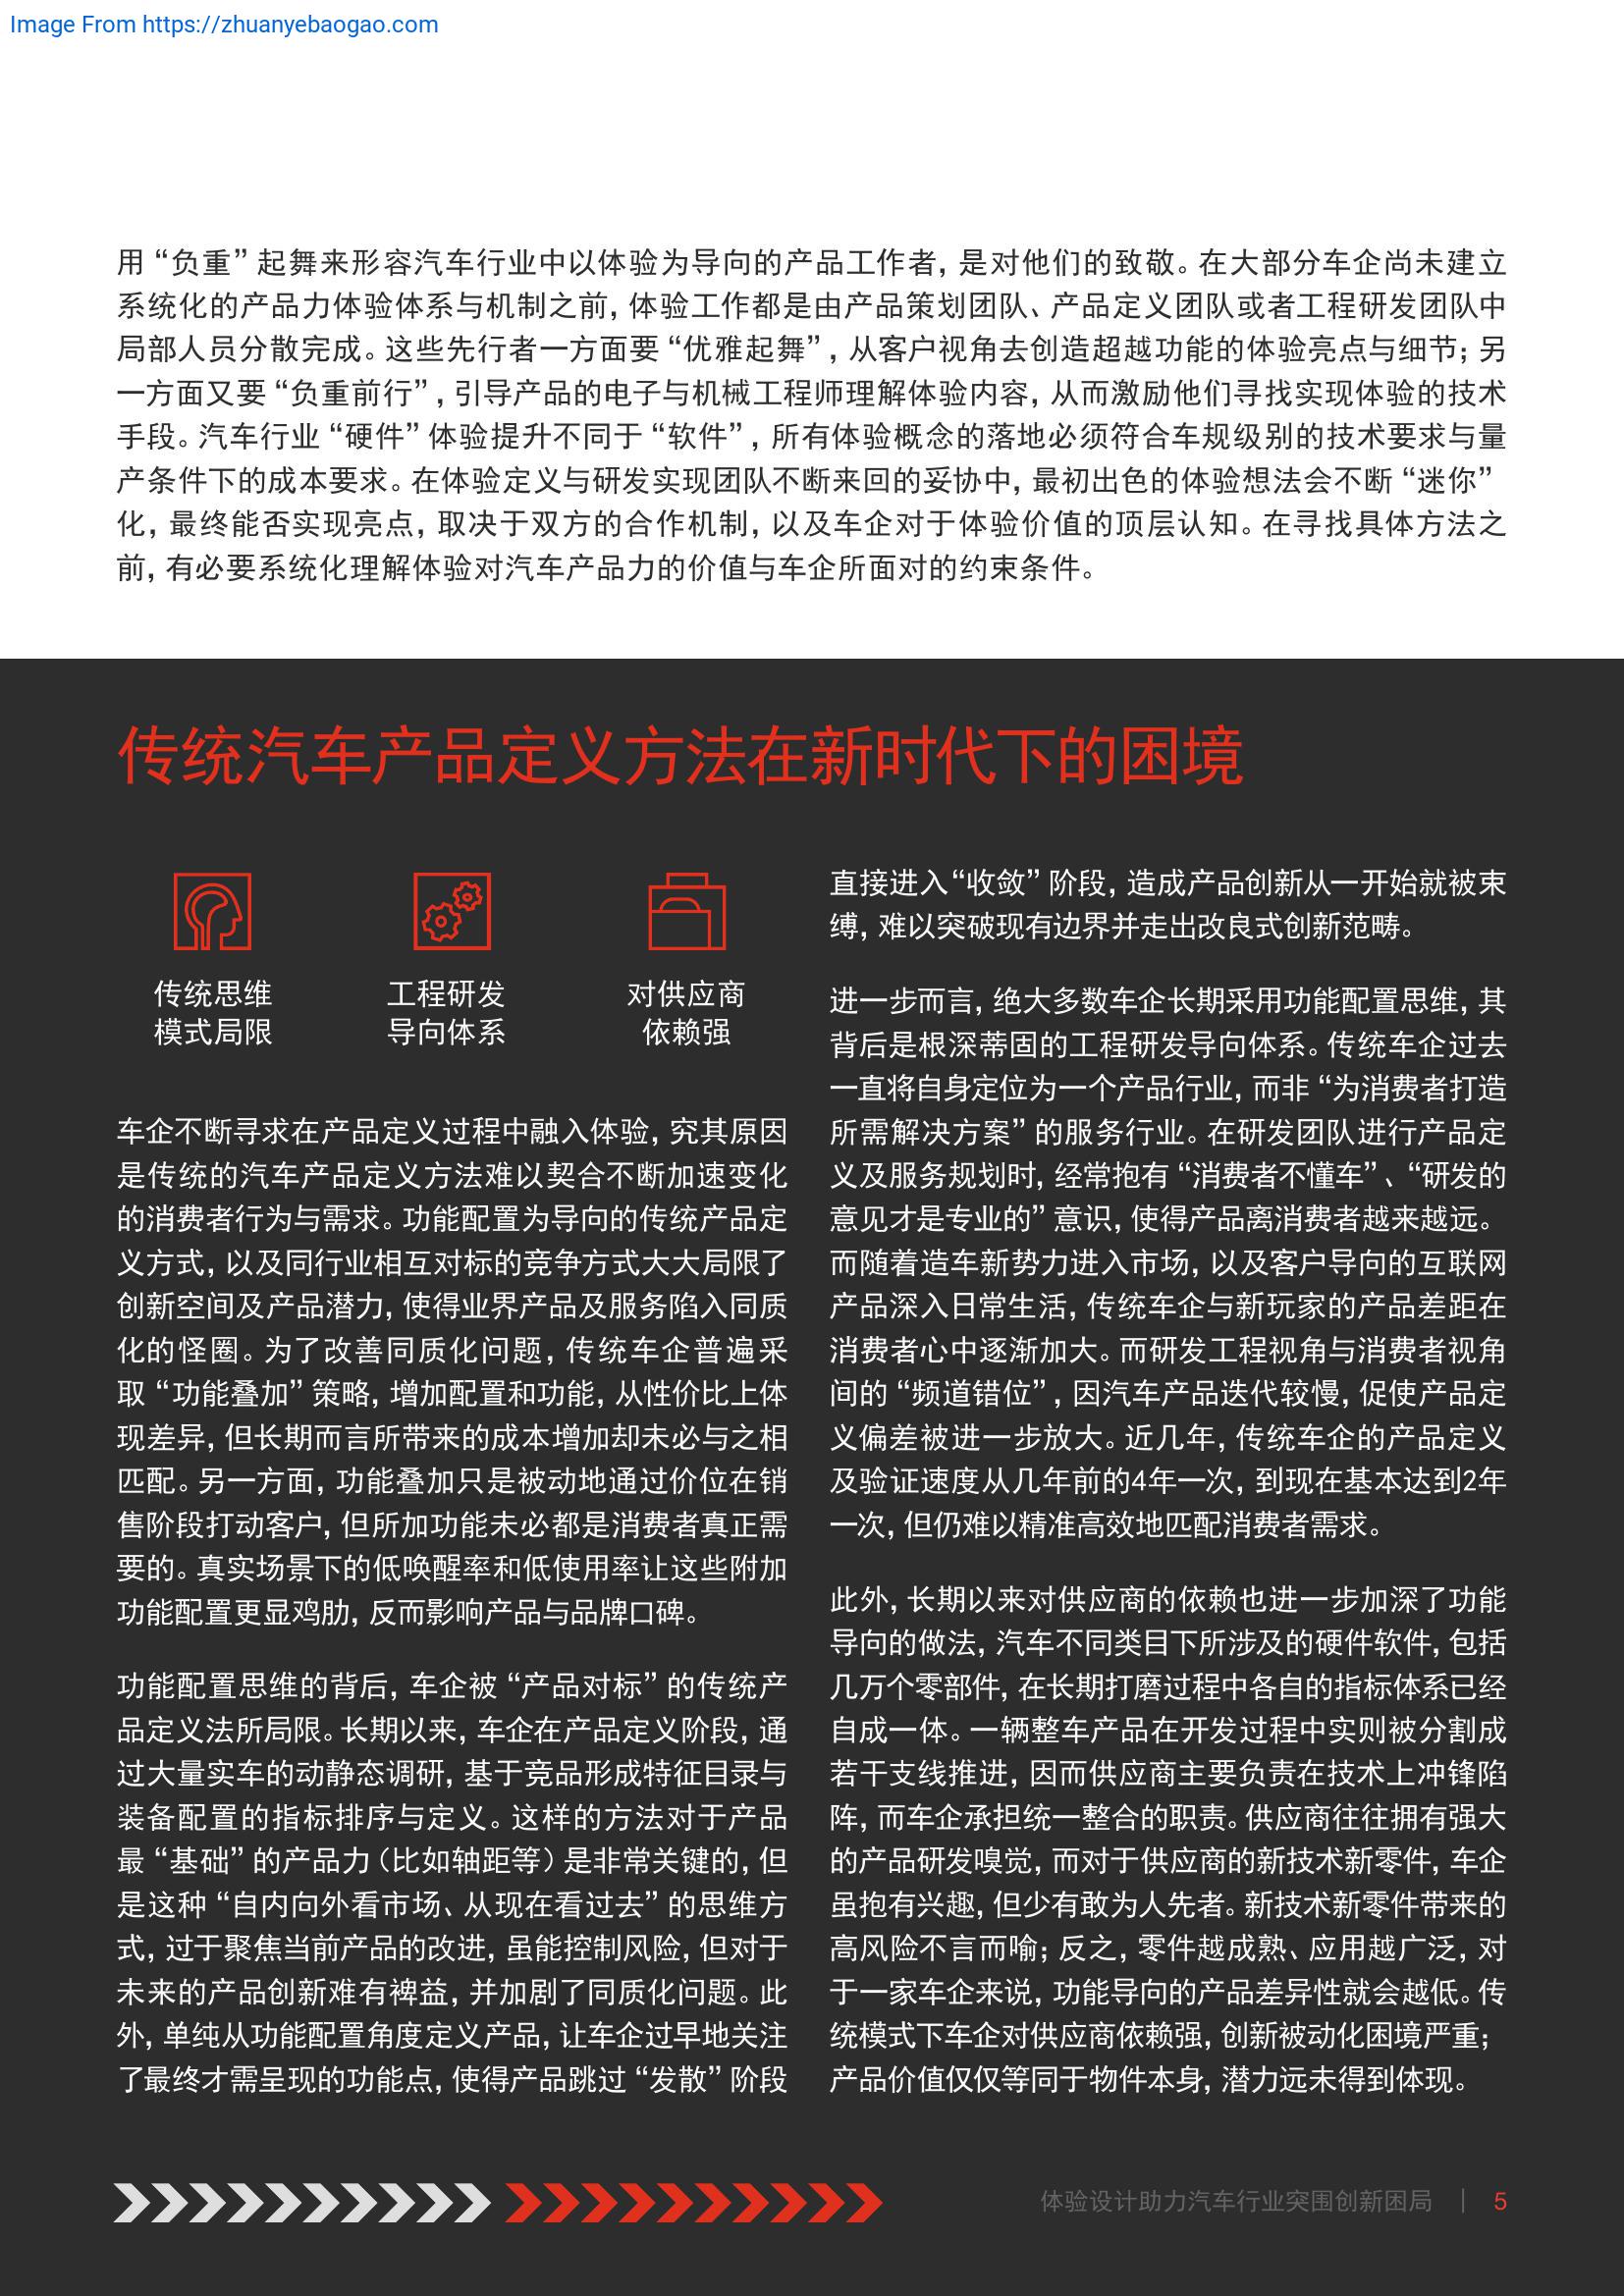 Image From https://zhuanyebaogao.com
用“负重”起舞来形容汽车行业中以体验为导向的产品工作者，是对他们的致敬。在大部分车企尚未建立
系统化的产品力体验体系与机制之前，体验工作都是由产品策划团队、产品定义团队或者工程研发团队中
局部人员分散完成。这些先行者一方面要“优雅起舞”，从客户视角去创造超越功能的体验亮点与细节；另
一方面又要“负重前行”，引导产品的电子与机械工程师理解体验内容，从而激励他们寻找实现体验的技术
手段。汽车行业“硬件”体验提升不同于“软件”，所有体验概念的落地必须符合车规级别的技术要求与量
产条件下的成本要求。在体验定义与研发实现团队不断来回的妥协中，最初出色的体验想法会不断“迷你”
化，最终能否实现亮点，取决于双方的合作机制，以及车企对于体验价值的顶层认知。在寻找具体方法之
前，有必要系统化理解体验对汽车产品力的价值与车企所面对的约束条件。
传统汽车产品定义方法在新时代下的困境
传统思维
模式局限
工程研发
导向体系
对供应商
依赖强
车企不断寻求在产品定义过程中融入体验，究其原因
是传统的汽车产品定义方法难以契合不断加速变化
的消费者行为与需求。功能配置为导向的传统产品定
义方式，以及同行业相互对标的竞争方式大大局限了
创新空间及产品潜力，使得业界产品及服务陷入同质
化的怪圈。为了改善同质化问题，传统车企普遍采
取“功能叠加”策略，增加配置和功能，从性价比上体
现差异，但长期而言所带来的成本增加却未必与之相
匹配。另一方面，功能叠加只是被动地通过价位在销
售阶段打动客户，但所加功能未必都是消费者真正需
要的。真实场景下的低唤醒率和低使用率让这些附加
功能配置更显鸡肋，反而影响产品与品牌口碑。
功能配置思维的背后，车企被“产品对标”的传统产
品定义法所局限。长期以来，车企在产品定义阶段，通
过大量实车的动静态调研，基于竞品形成特征目录与
装备配置的指标排序与定义。这样的方法对于产品
最“基础”的产品力（比如轴距等）是非常关键的，但
是这种“自内向外看市场、从现在看过去”的思维方
式，过于聚焦当前产品的改进，虽能控制风险，但对于
未来的产品创新难有裨益，并加剧了同质化问题。此
外，单纯从功能配置角度定义产品，让车企过早地关注
了最终才需呈现的功能点，使得产品跳过“发散”阶段
直接进入“收敛”阶段，造成产品创新从一开始就被束
缚，难以突破现有边界并走出改良式创新范畴。
进一步而言，绝大多数车企长期采用功能配置思维，其
背后是根深蒂固的工程研发导向体系。传统车企过去
一直将自身定位为一个产品行业，而非“为消费者打造
所需解决方案”的服务行业。在研发团队进行产品定
义及服务规划时，经常抱有“消费者不懂车”、“研发的
意见才是专业的”意识，使得产品离消费者越来越远。
而随着造车新势力进入市场，以及客户导向的互联网
产品深入日常生活，传统车企与新玩家的产品差距在
消费者心中逐渐加大。而研发工程视角与消费者视角
间的“频道错位”，因汽车产品迭代较慢，促使产品定
义偏差被进一步放大。近几年，传统车企的产品定义
及验证速度从几年前的4年一次，到现在基本达到2年
一次，但仍难以精准高效地匹配消费者需求。
此外，长期以来对供应商的依赖也进一步加深了功能
导向的做法，汽车不同类目下所涉及的硬件软件，包括
几万个零部件，在长期打磨过程中各自的指标体系已经
自成一体。一辆整车产品在开发过程中实则被分割成
若干支线推进，因而供应商主要负责在技术上冲锋陷
阵，而车企承担统一整合的职责。供应商往往拥有强大
的产品研发嗅觉，而对于供应商的新技术新零件，车企
虽抱有兴趣，但少有敢为人先者。新技术新零件带来的
高风险不言而喻；反之，零件越成熟、应用越广泛，对
于一家车企来说，功能导向的产品差异性就会越低。传
统模式下车企对供应商依赖强，创新被动化困境严重；
产品价值仅仅等同于物件本身，潜力远未得到体现。
体验设计助力汽车行业突围创新困局 | 5